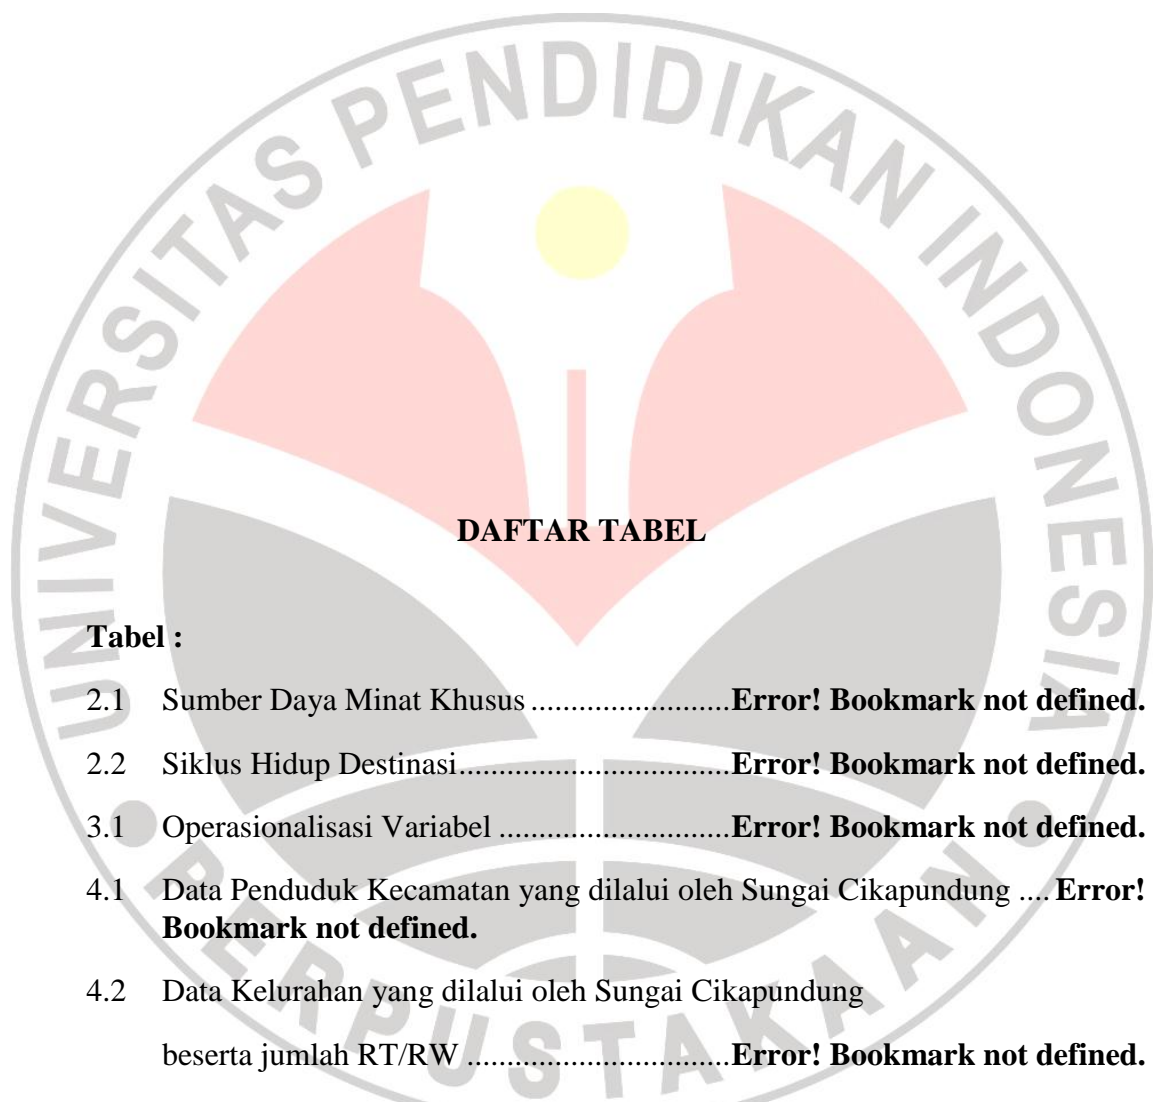 UNIVERSITAS PENDIDIKAN INDONESIA
DAFTAR TABEL
Tabel :
2.1 Sumber Daya Minat Khusus .........................Error! Bookmark not defined.
2.2 Siklus Hidup Destinasi..................................Error! Bookmark not defined.
3.1 Operasionalisasi Variabel .............................Error! Bookmark not defined.
4.1 Data Penduduk Kecamatan yang dilalui oleh Sungai Cikapundung .... Error!
Bookmark not defined.
4.2 Data Kelurahan yang dilalui oleh Sungai Cikapundung
beserta jumlah RT/RW .................................Error! Bookmark not defined.
PERPUSTAKAAN